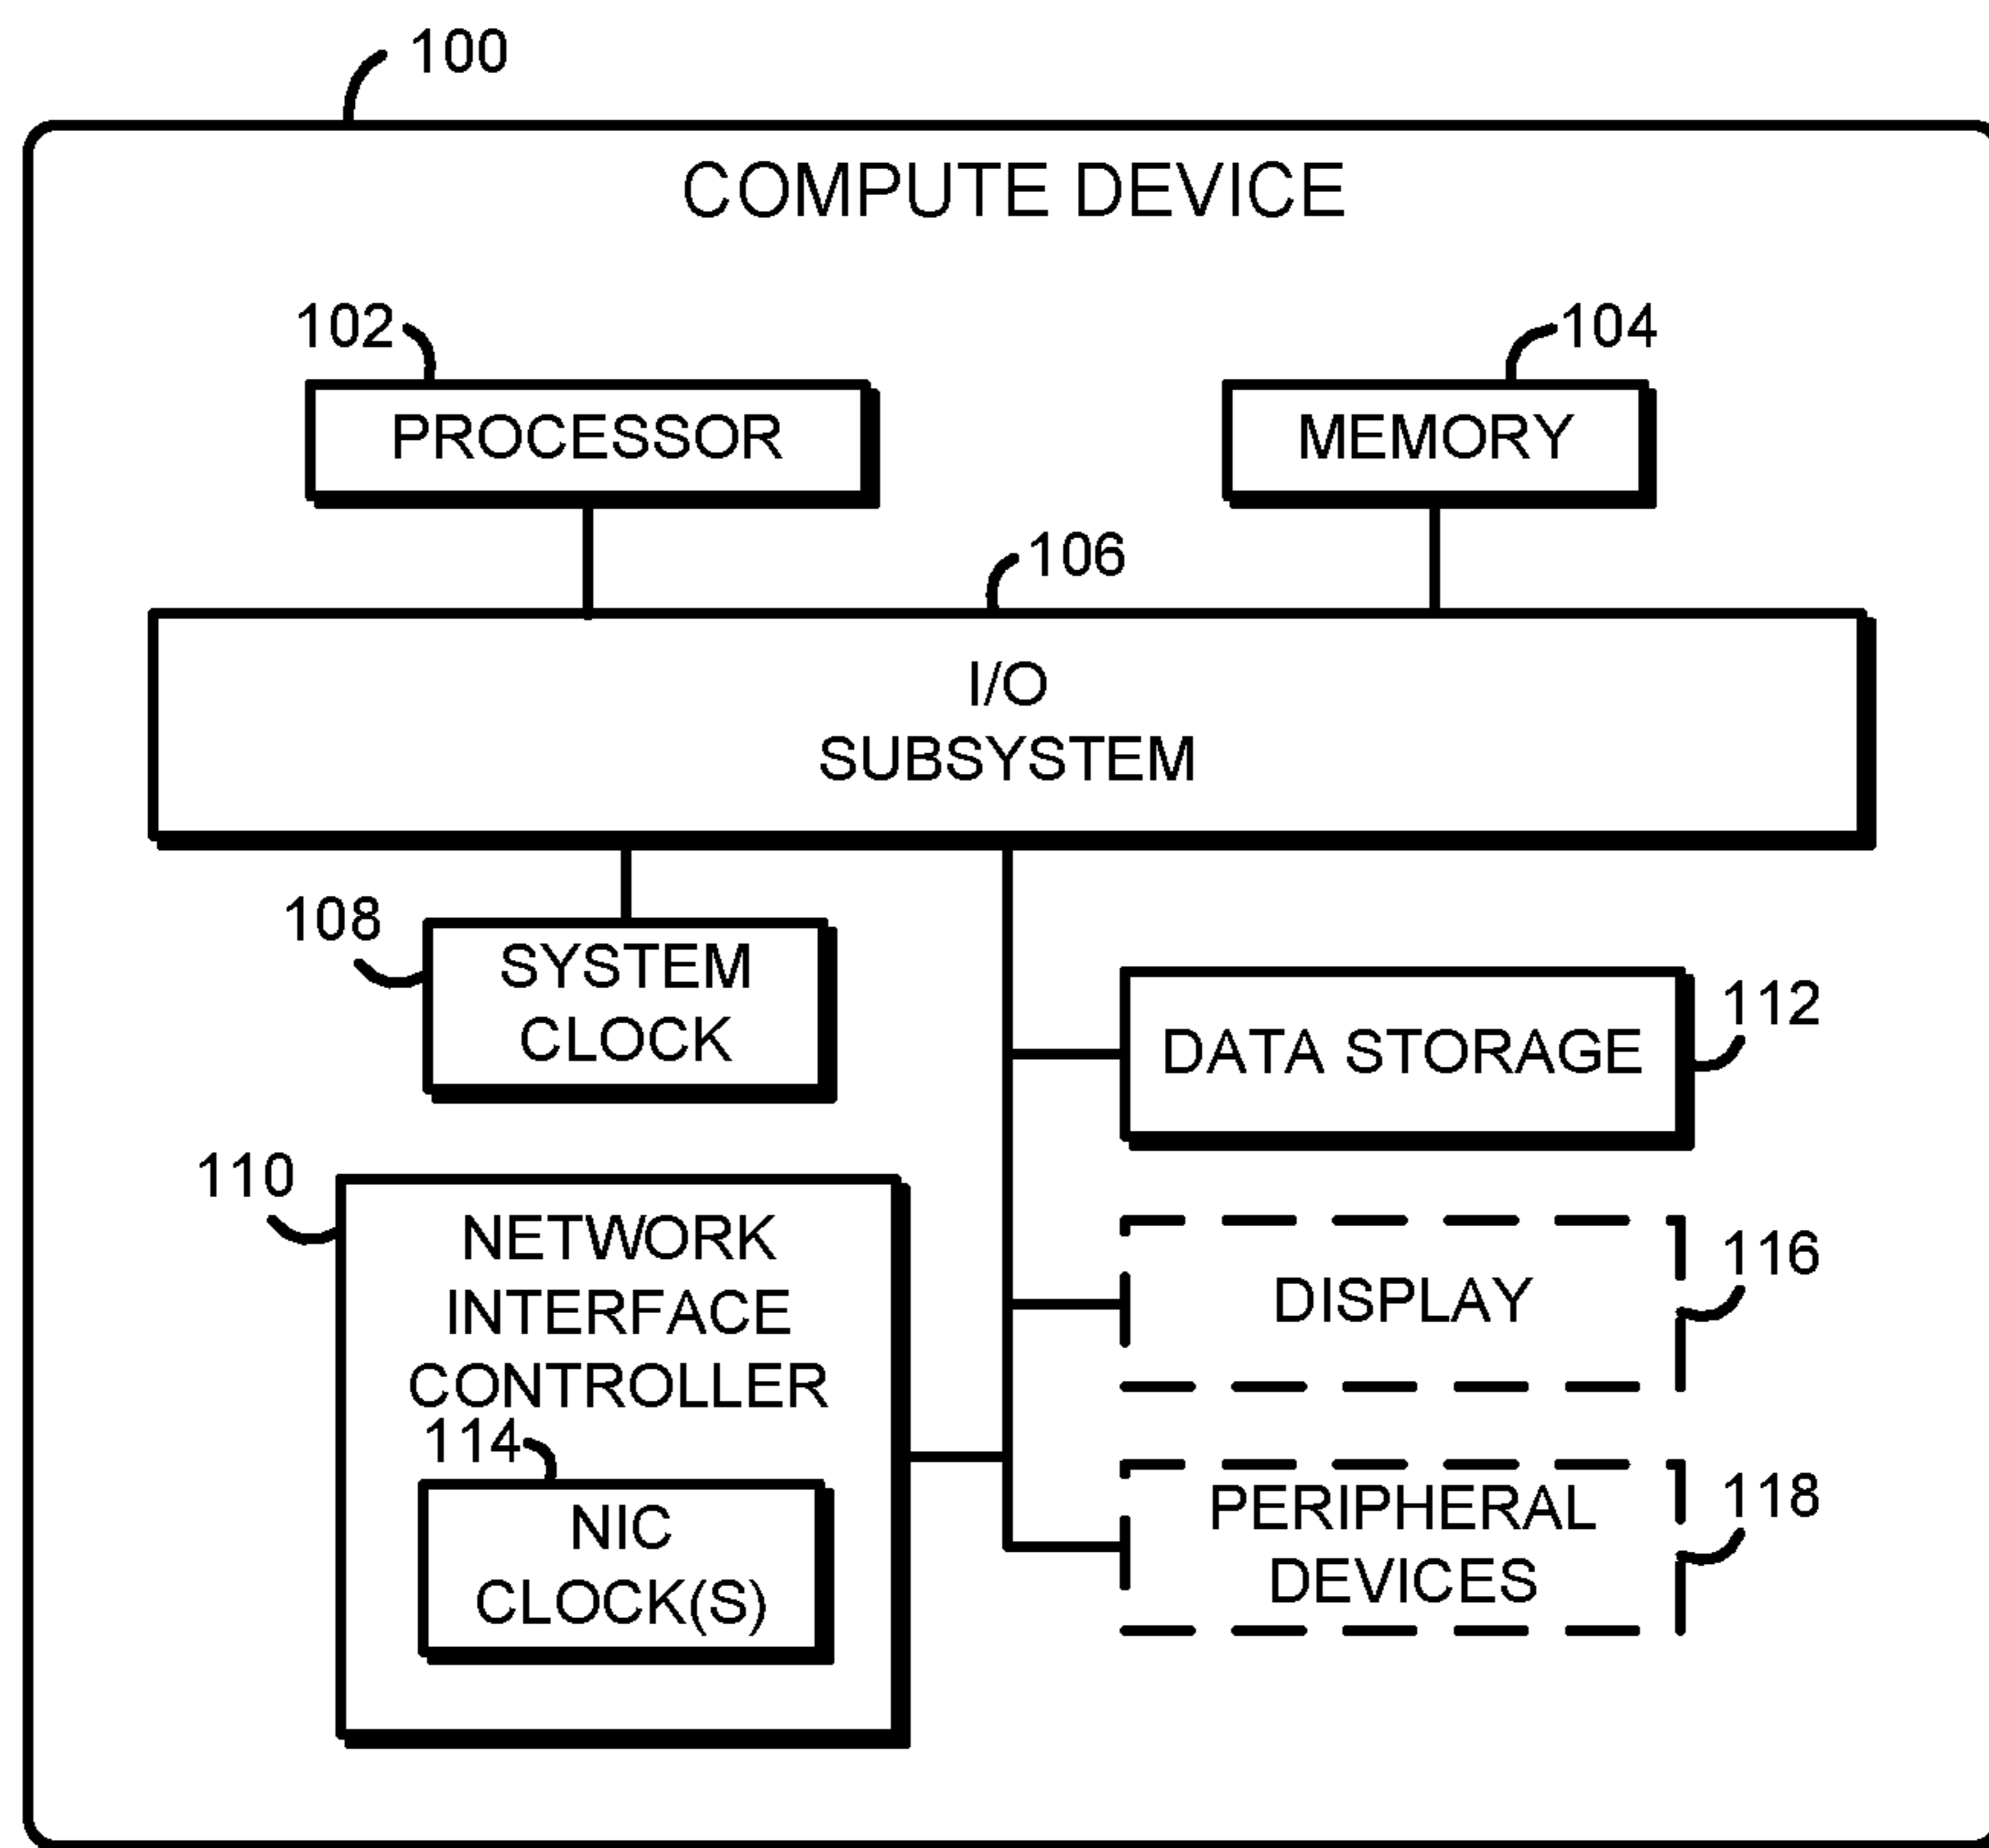 100
COMPUTE DEVICE
102
104
PROCESSOR
MEMORY
106
I/O
SUBSYSTEM
108
SYSTEM
CLOCK
112
DATA STORAGE
110
NETWORK
INTERFACE
CONTROLLER
114
NIC
CLOCK(S)
116
DISPLAY
118
PERIPHERAL
DEVICES